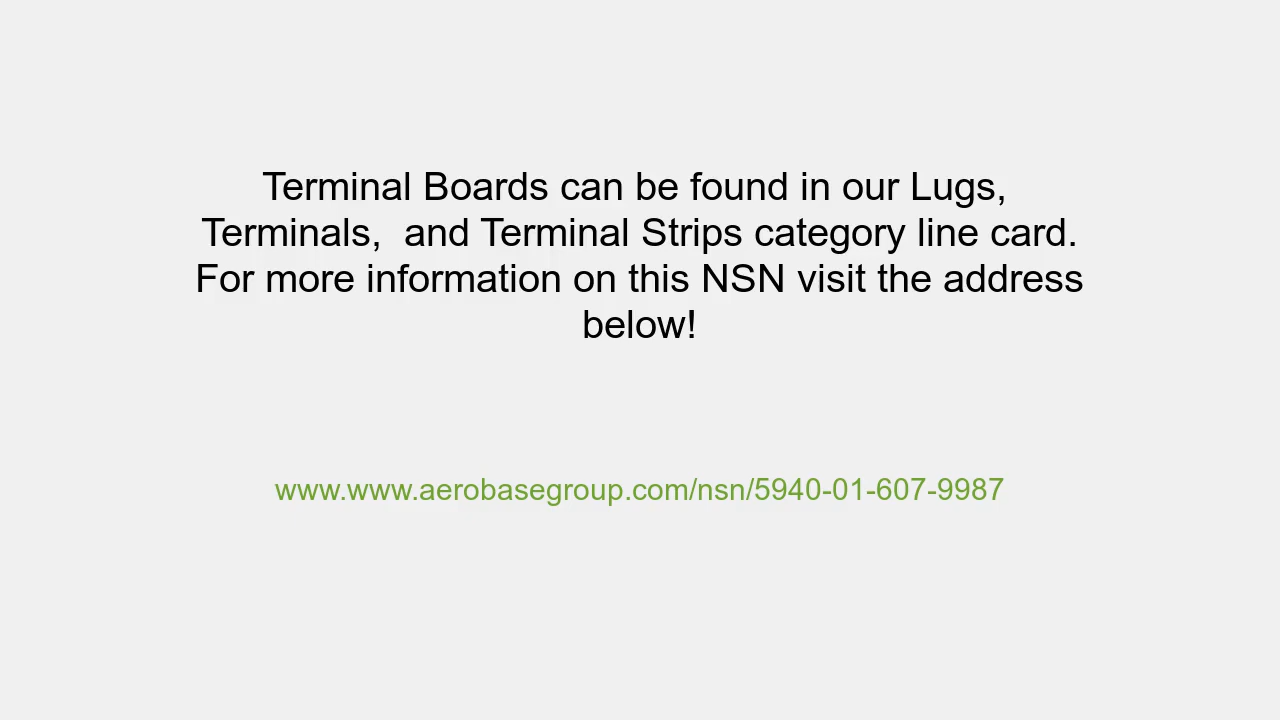 Terminal Boards can be found in our Lugs,
Terminals,  and Terminal Strips category line card.
For more information on this NSN visit the address
below!
www.www.aerobasegroup.com/nsn/5940-01-607-9987